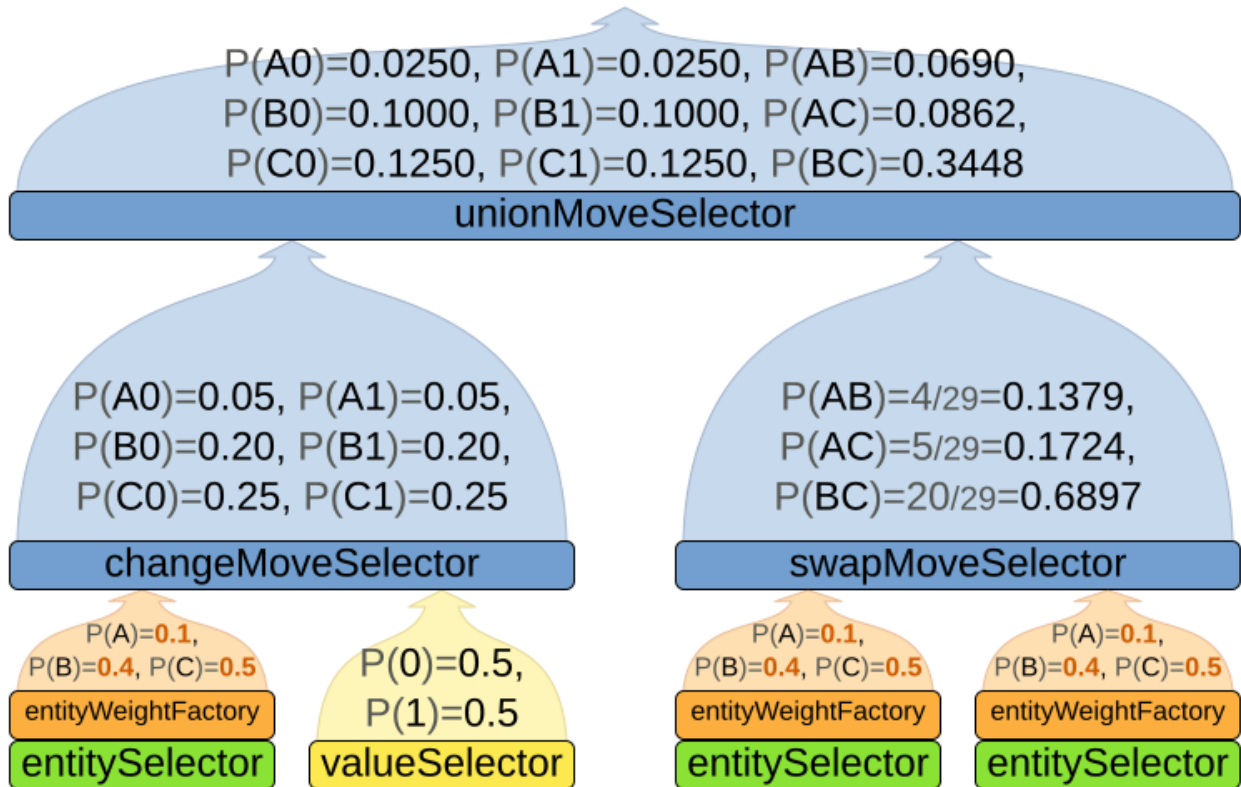 P(A0)=0.0250, P(A1)=0.0250, P(AB)=0.0690,
P(B0)=0.1000, P(B1)=0.1000, P(AC)=0.0862,
P(C0)=0.1250, P(C1)=0.1250, P(BC)=0.3448
unionMoveSelector
P(A0)=0.05, P(A1)=0.05,
P(B0)=0.20, P(B1)=0.20,
P(C0)=0.25, P(C1)=0.25
changeMoveSelector
P(AB)=4/29=0.1379,
P(AC)=5/29=0.1724,
P(BC)=20/29=0.6897
swapMoveSelector
P(A)=0.1,
P(B)=0.4, P(C)=0.5
entityWeightFactory
entitySelector
P(0)=0.5,
P(1)=0.5
valueSelector
P(A)=0.1,
P(B)=0.4, P(C)=0.5
entityWeightFactory
entitySelector
P(A)=0.1,
P(B)=0.4, P(C)=0.5
entityWeightFactory
entitySelector